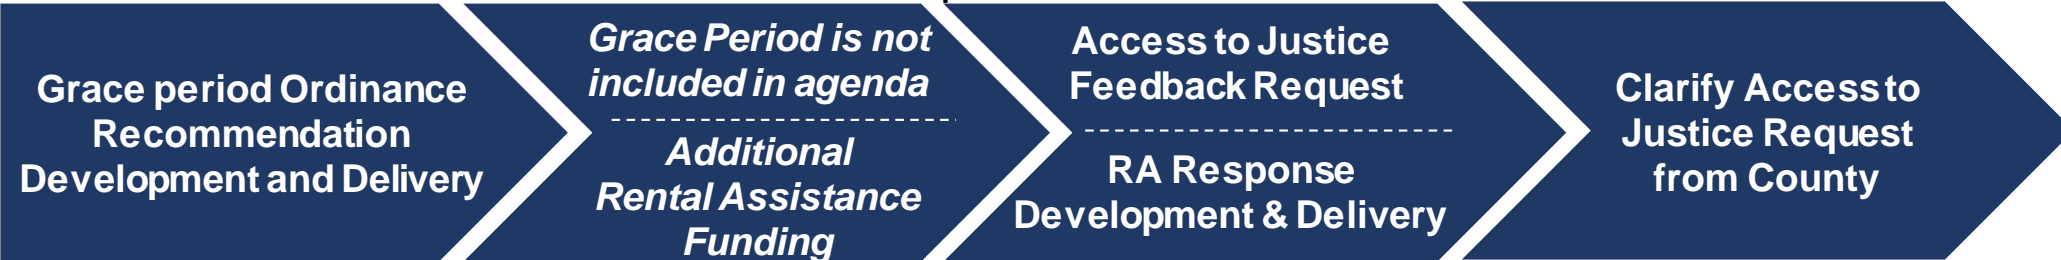 Grace period Ordinance
Recommendation
Development and Delivery
Grace Period is not
included in agenda
Additional
Rental Assistance
Funding
Access to Justice
Feedback Request
RA Response
Development & Delivery
Clarify Access to
Justice Request
from County